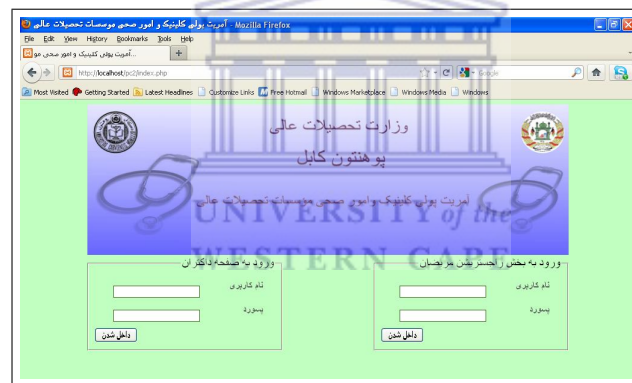 آمریت پولی کلینیک و امور صحی موسسات تحصیلات عالی - Mozilla Firefox
File Edit View History Bookmarks Tools Help
آمریت پولی کلینیک و امور صحی مو...
http://localhost/pc2/index.php
Google
Most Visited Getting Started Latest Headlines Customize Links Free Hotmail Windows Marketplace Windows Media Windows
وزارت تحصیلات عالی
پوهنتون کابل
آمریت پولی کلینیک وامور صحی مؤسسات تحصیلات عالی
UNIVERSITY of the
WESTERN CAPE
ورود به بخش راجستریشن مریضان
نام کاربری
پسورد
داخل شدن
ورود به صفحه داکتران
نام کاربری
پسورد
داخل شدن